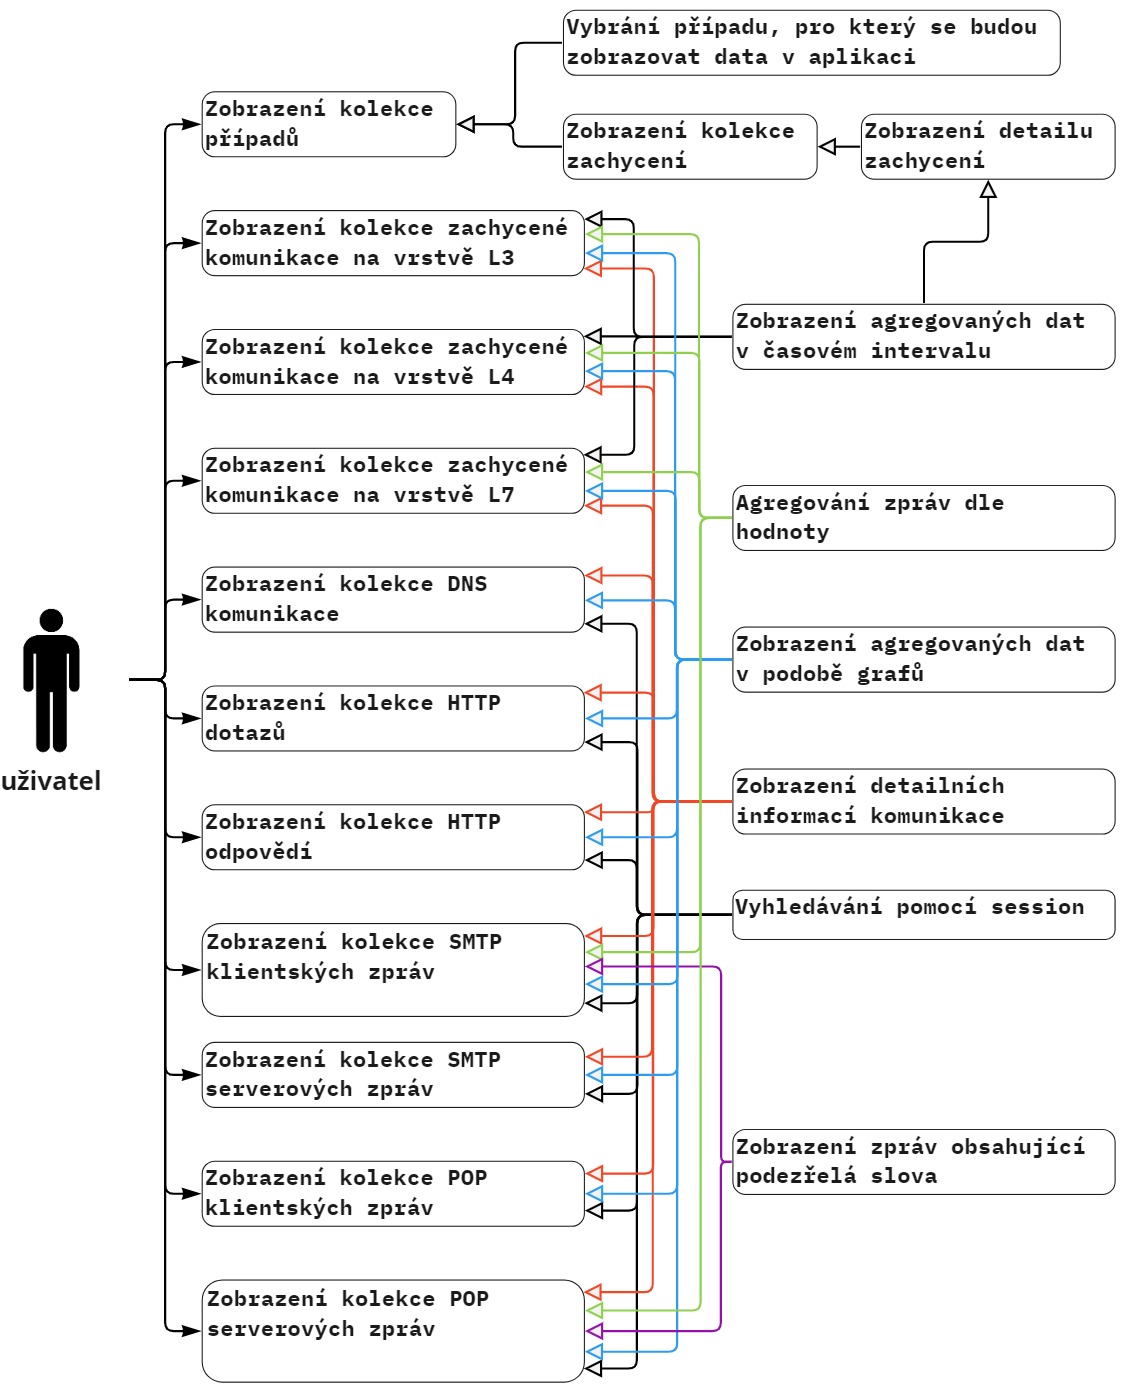 Vybrání případu, pro který se budou
zobrazovat data v aplikaci
Zobrazení kolekce
případů
Zobrazení kolekce
zachycení
Zobrazení detailu
zachycení
Zobrazení kolekce zachycené
komunikace na vrstvě L3
Zobrazení agregovaných dat
v časovém intervalu
Zobrazení kolekce zachycené
komunikace na vrstvě L4
Zobrazení kolekce zachycené
komunikace na vrstvě L7
Agregování zpráv dle
hodnoty
Zobrazení kolekce DNS
komunikace
Zobrazení agregovaných dat
v podobě grafů
Zobrazení kolekce HTTP
dotazů
uživatel
Zobrazení detailních
informací komunikace
Zobrazení kolekce HTTP
odpovědí
Vyhledávání pomocí session
Zobrazení kolekce SMTP
klientských zpráv
Zobrazení kolekce SMTP
serverových zpráv
Zobrazení zpráv obsahující
podezřelá slova
Zobrazení kolekce POP
klientských zpráv
Zobrazení kolekce POP
serverových zpráv